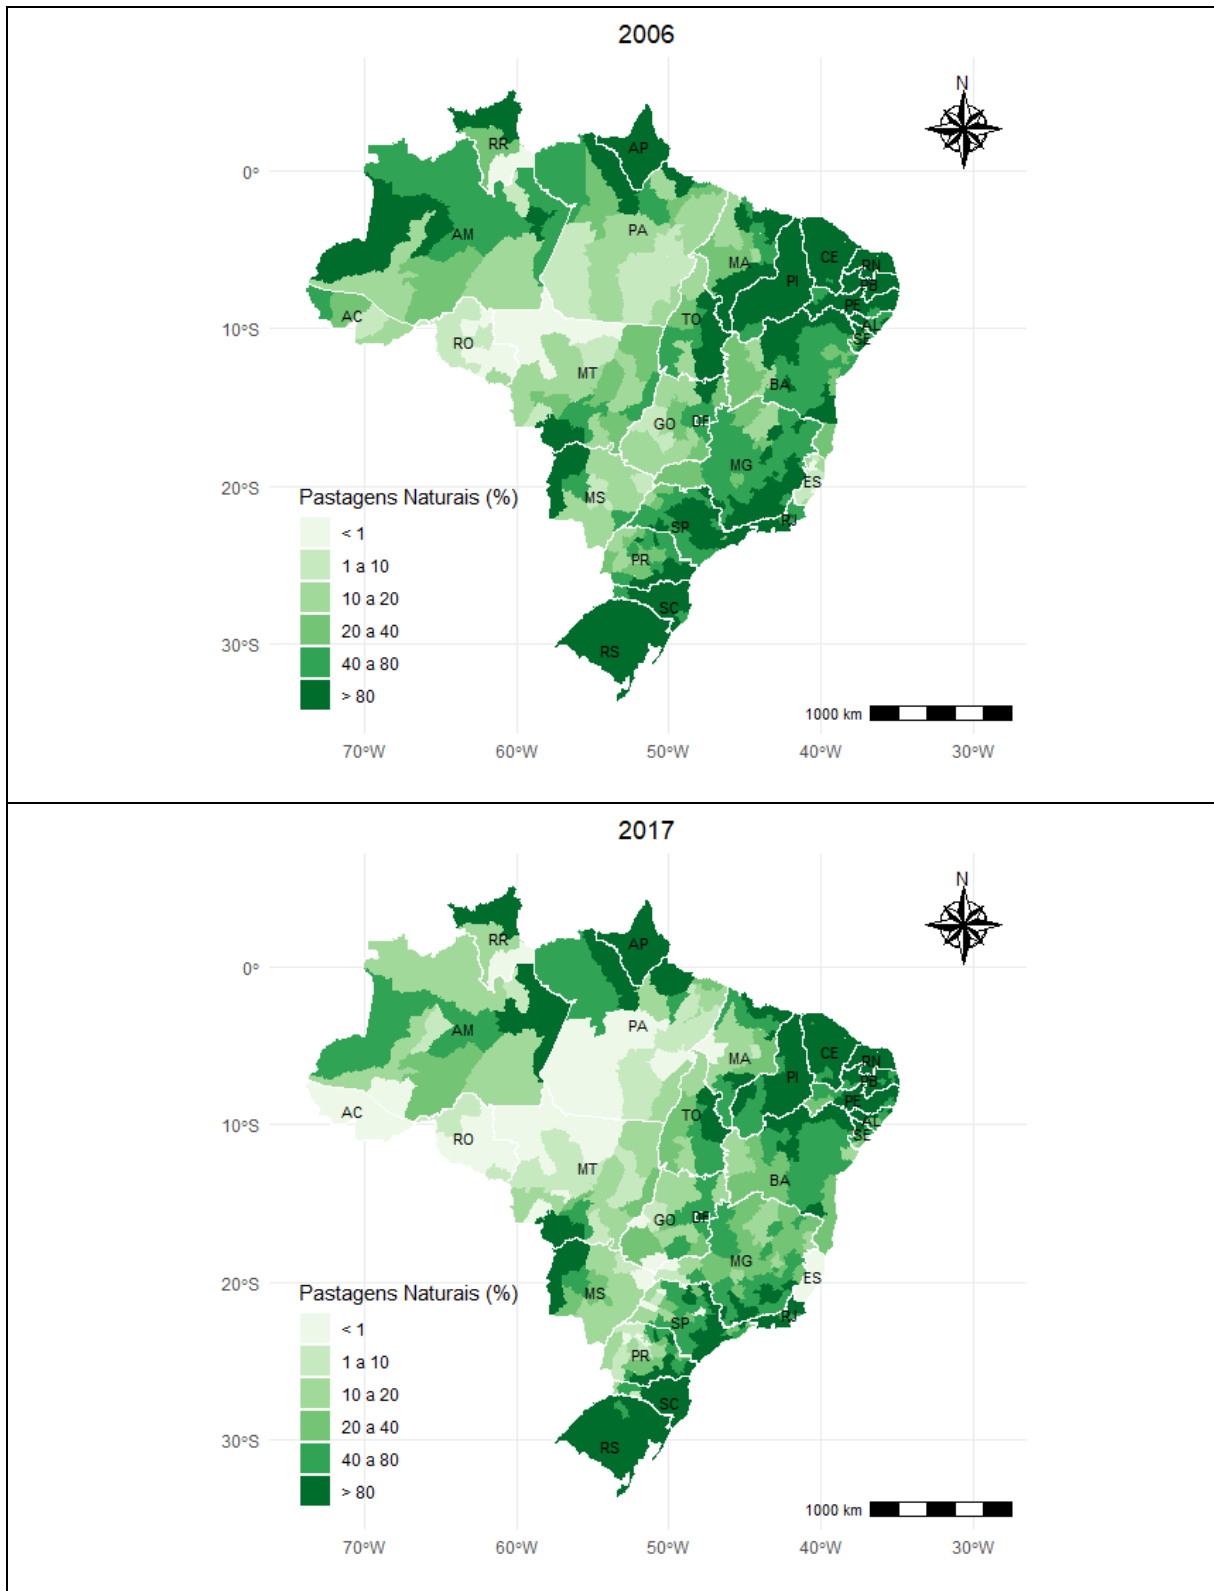 2006
N
0°
10°S
20°S
30°S
RR
AP
AM
PA
MA
CE
RN
PB
PI
PE
AL
SE
AC
TO
RO
MT
BA
GO
DF
MG
ES
MS
SP
RJ
PR
SC
RS
Pastagens Naturais (%)
< 1
1 a 10
10 a 20
20 a 40
40 a 80
> 80
1000 km
70°W 60°W 50°W 40°W 30°W
2017
N
0°
10°S
20°S
30°S
RR
AP
AM
PA
MA
CE
RN
PB
PI
PE
AL
SE
AC
TO
RO
MT
BA
GO
DF
MG
ES
MS
SP
RJ
PR
SC
RS
Pastagens Naturais (%)
< 1
1 a 10
10 a 20
20 a 40
40 a 80
> 80
1000 km
70°W 60°W 50°W 40°W 30°W